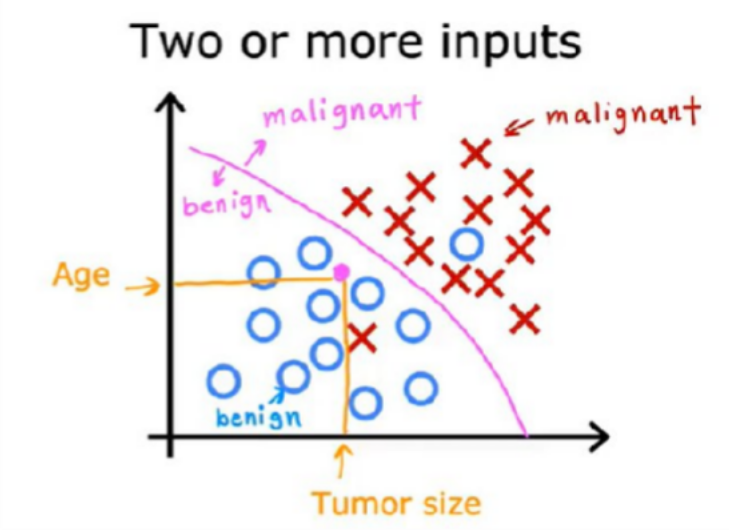 Two or more inputs
malignant
malignant
benign
Age
benign
Tumor size